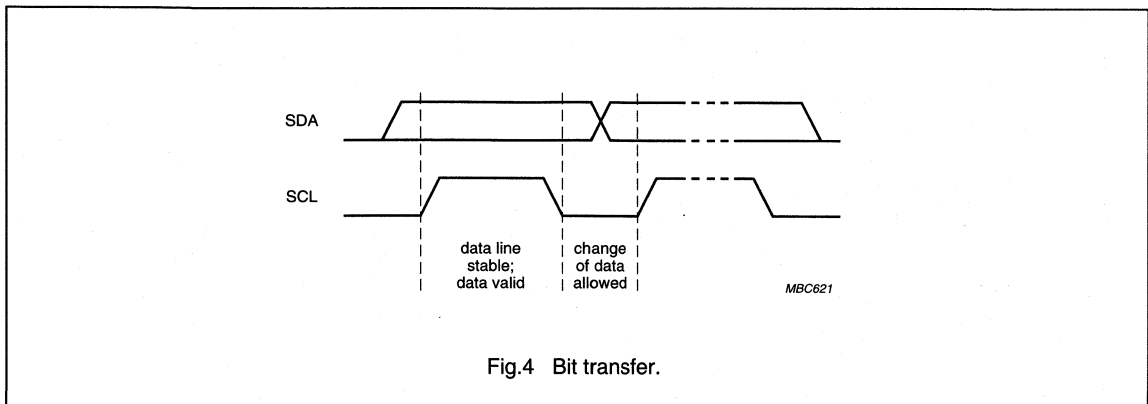 SDA
SCL
data line
stable;
data valid
change
of data
allowed
MBC621
Fig.4 Bit transfer.